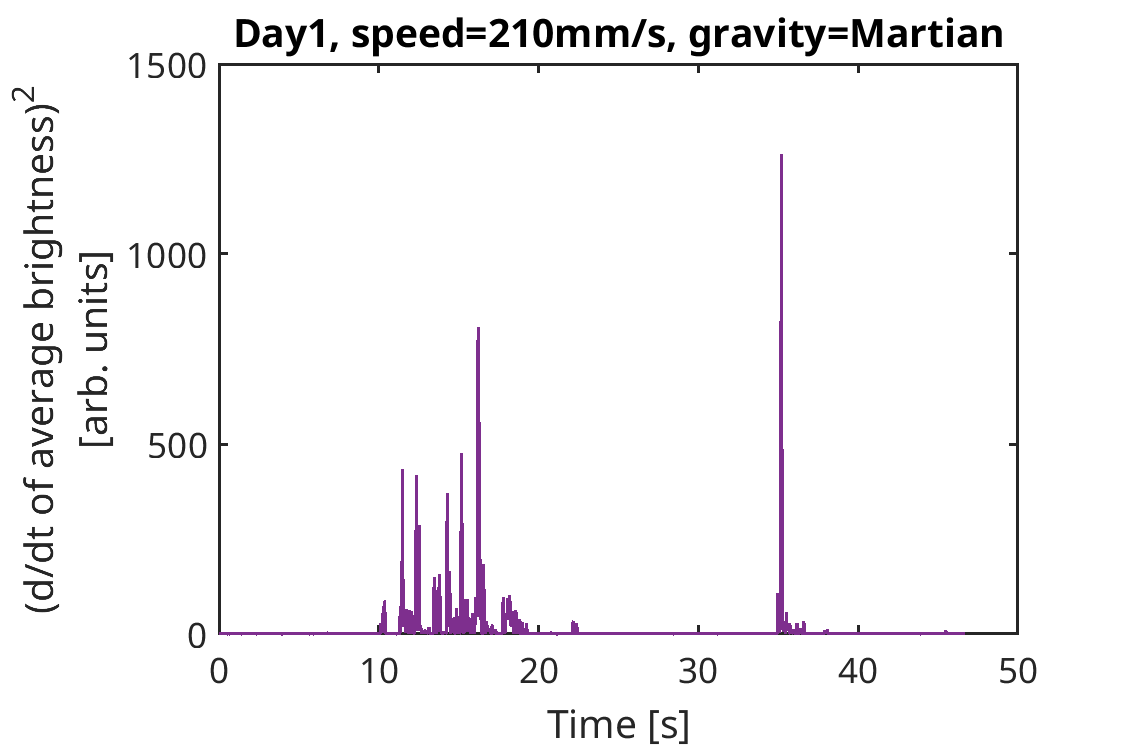 Day1, speed=210mm/s, gravity=Martian
(d/dt of average brightness)²
[arb. units]
1500
1000
500
0
0 10 20 30 40 50
Time [s]